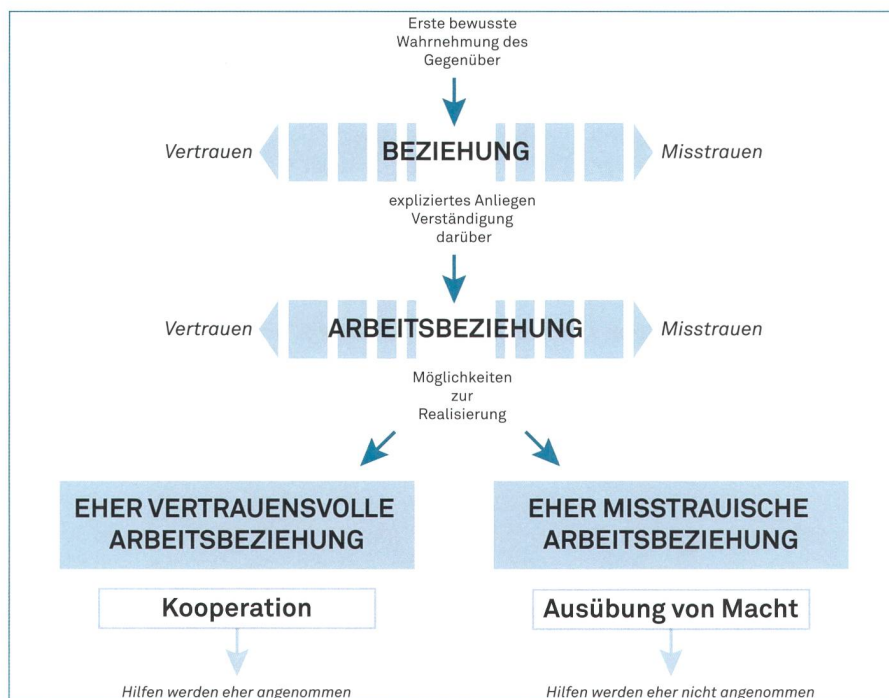 Erste bewusste
Wahrnehmung des
Gegenüber
Vertrauen
BEZIEHUNG
Misstrauen
expliziertes Anliegen
Verständigung
darüber
Vertrauen
ARBEITSBEZIEHUNG
Misstrauen
Möglichkeiten
zur
Realisierung
EHER VERTRAUENSVOLLE
ARBEITSBEZIEHUNG
EHER MISSTRAUISCHE
ARBEITSBEZIEHUNG
Kooperation
Ausübung von Macht
Hilfen werden eher angenommen
Hilfen werden eher nicht angenommen